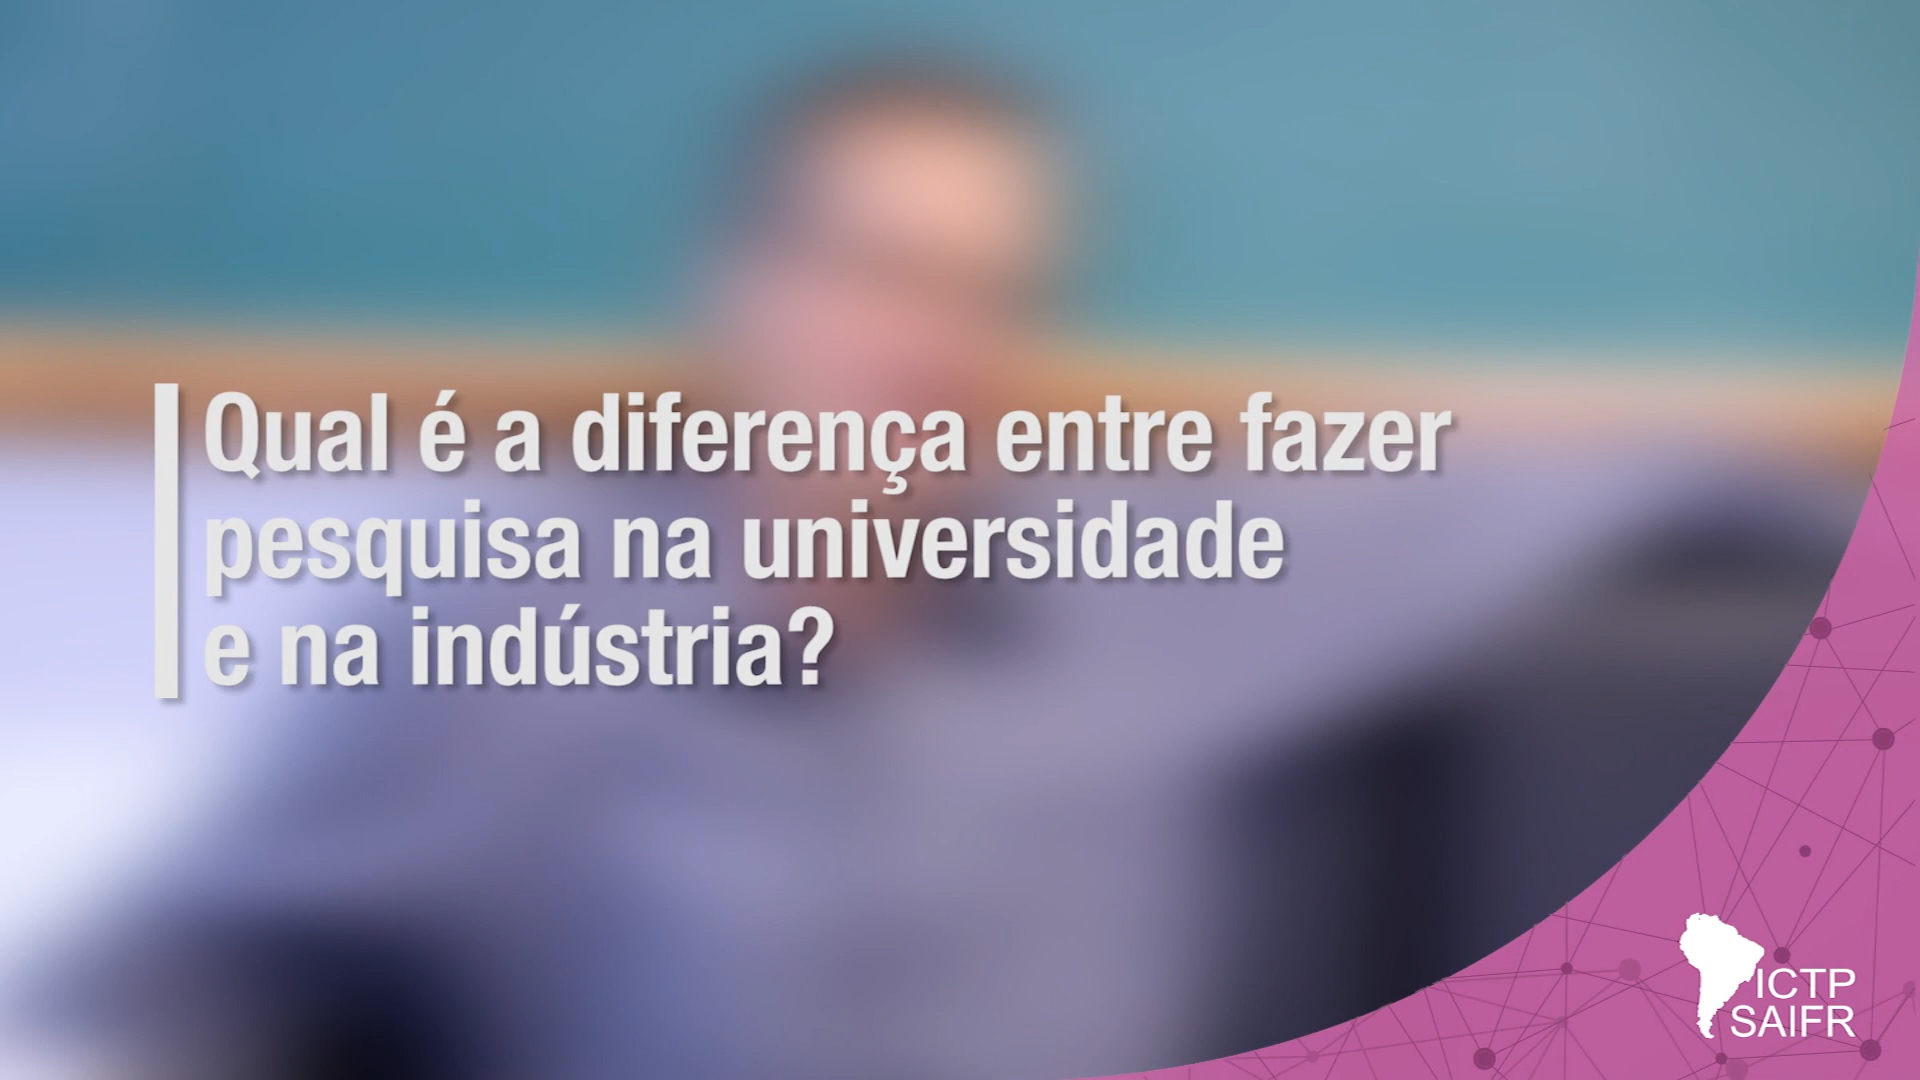 Qual é a diferença entre fazer
pesquisa na universidade
e na indústria?
ICTP
SAIFR